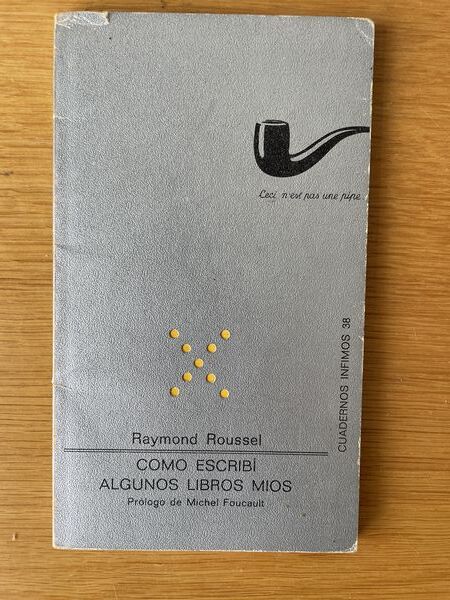 Ceci n'est pas une pipe
CUADERNOS INFIMOS 38
Raymond Roussel
COMO ESCRIBÍ
ALGUNOS LIBROS MIOS
Prólogo de Michel Foucault